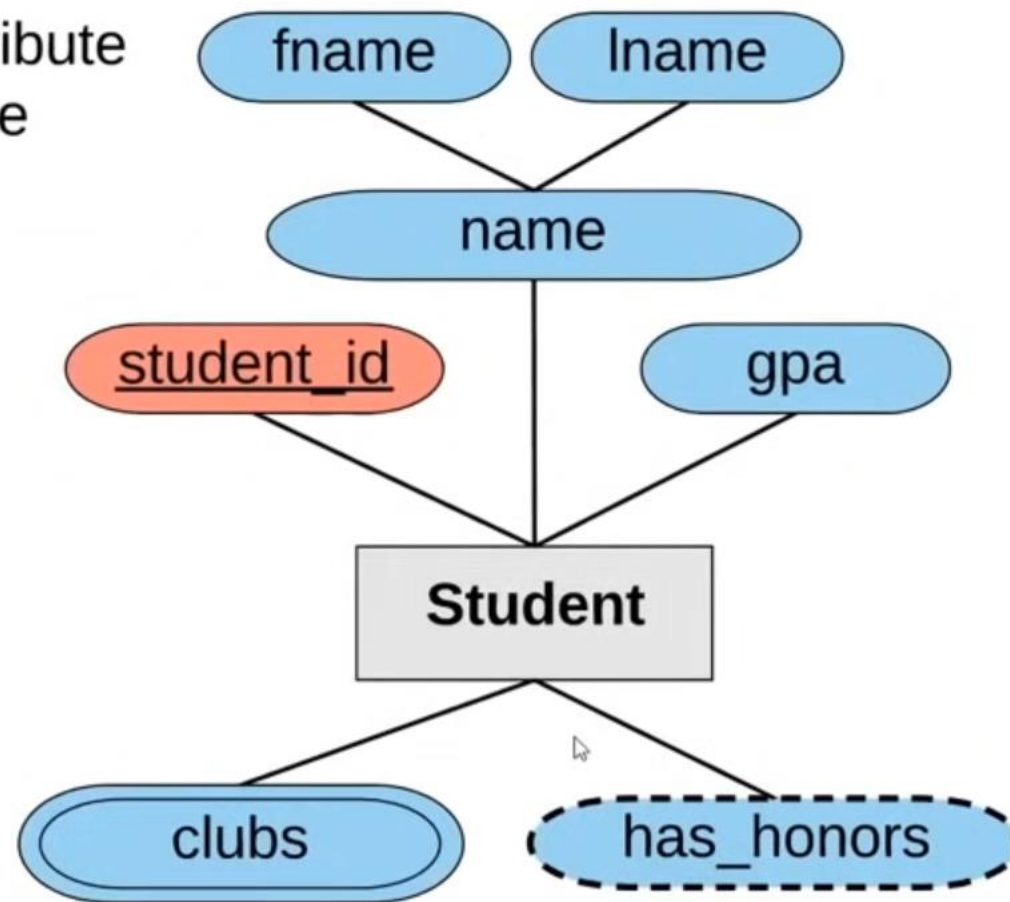 ibute
e
fname
lname
name
student_id
gpa
Student
clubs
has_honors